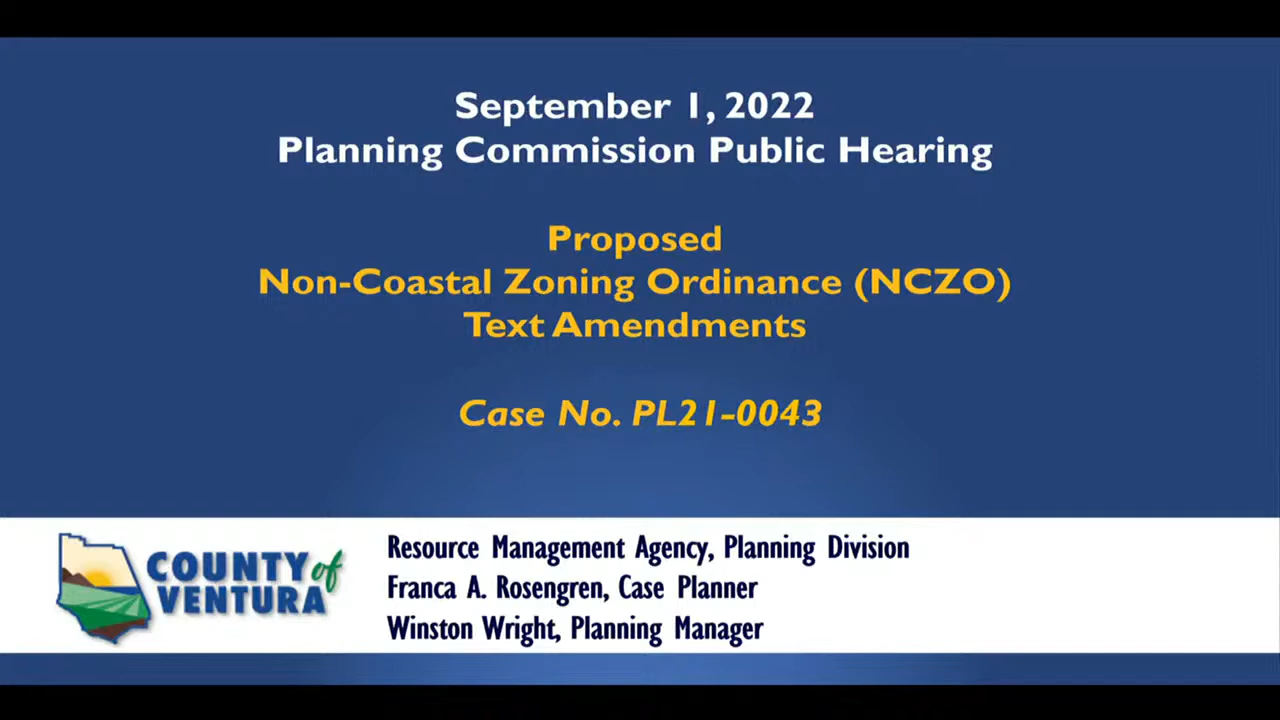 September 1, 2022
Planning Commission Public Hearing
Proposed
Non-Coastal Zoning Ordinance (NCZO)
Text Amendments
Case No. PL21-0043
COUNTY of
VENTURA
Resource Management Agency, Planning Division
Franca A. Rosengren, Case Planner
Winston Wright, Planning Manager